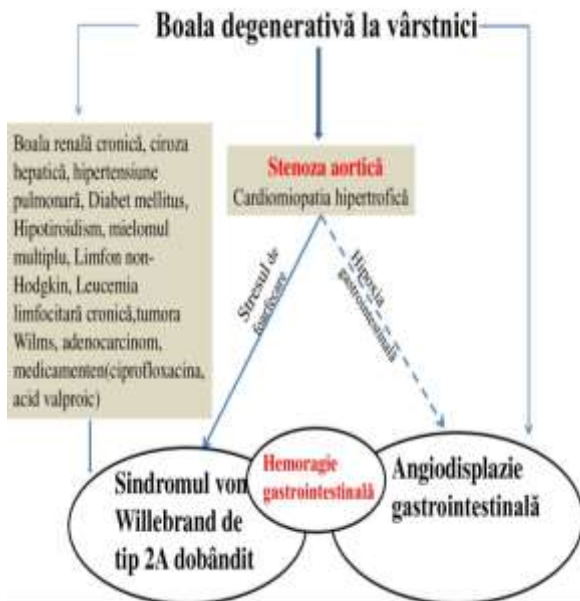 Boala degenerativă la vârstnici
Boala renală cronică, ciroza
hepatică, hipertensiune
pulmonară, Diabet mellitus,
Hipotiroidism, mielomul
multiplu, Limfon non-
Hodgkin, Leucemia
limfocitară cronică,tumora
Wilms, adenocarcinom,
medicamenten(ciprofloxacina,
acid valproic)
Stenoza aortică
Cardiomiopatia hipertrofică
Stresul de
forfecare
Hipoxia
gastrointestinală
Sindromul von
Willebrand de
tip 2A dobândit
Hemoragie
gastrointestinală
Angiodisplazie
gastrointestinală